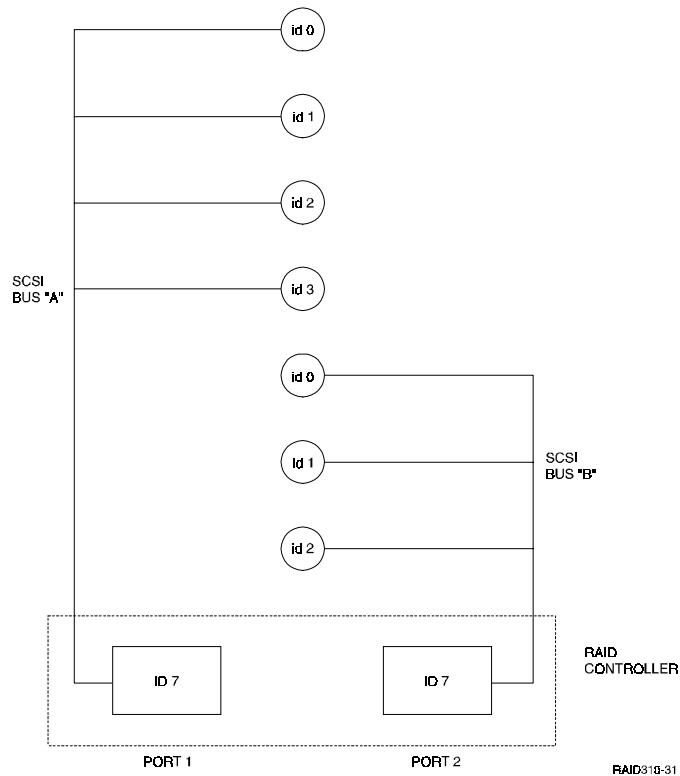 id 0
id 1
id 2
SCSI
BUS "A"
id 3
id 0
id 1
SCSI
BUS "B"
id 2
ID 7
ID 7
RAID
CONTROLLER
PORT 1
PORT 2
RAID310-31